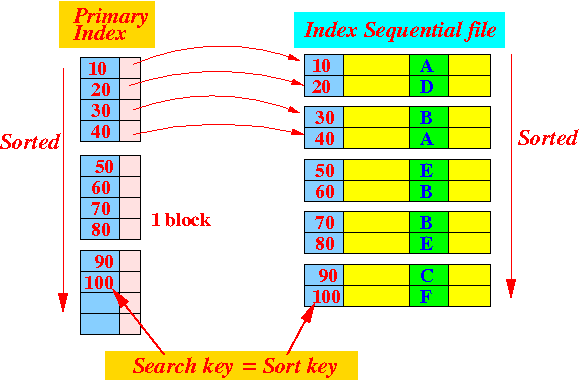 Primary
Index
Index Sequential file
10
20
30
40
50
60
70
80
90
100
10 A
20 D
30 B
40 A
50 E
60 B
70 B
80 E
90 C
100 F
Sorted
Sorted
1 block
Search key = Sort key